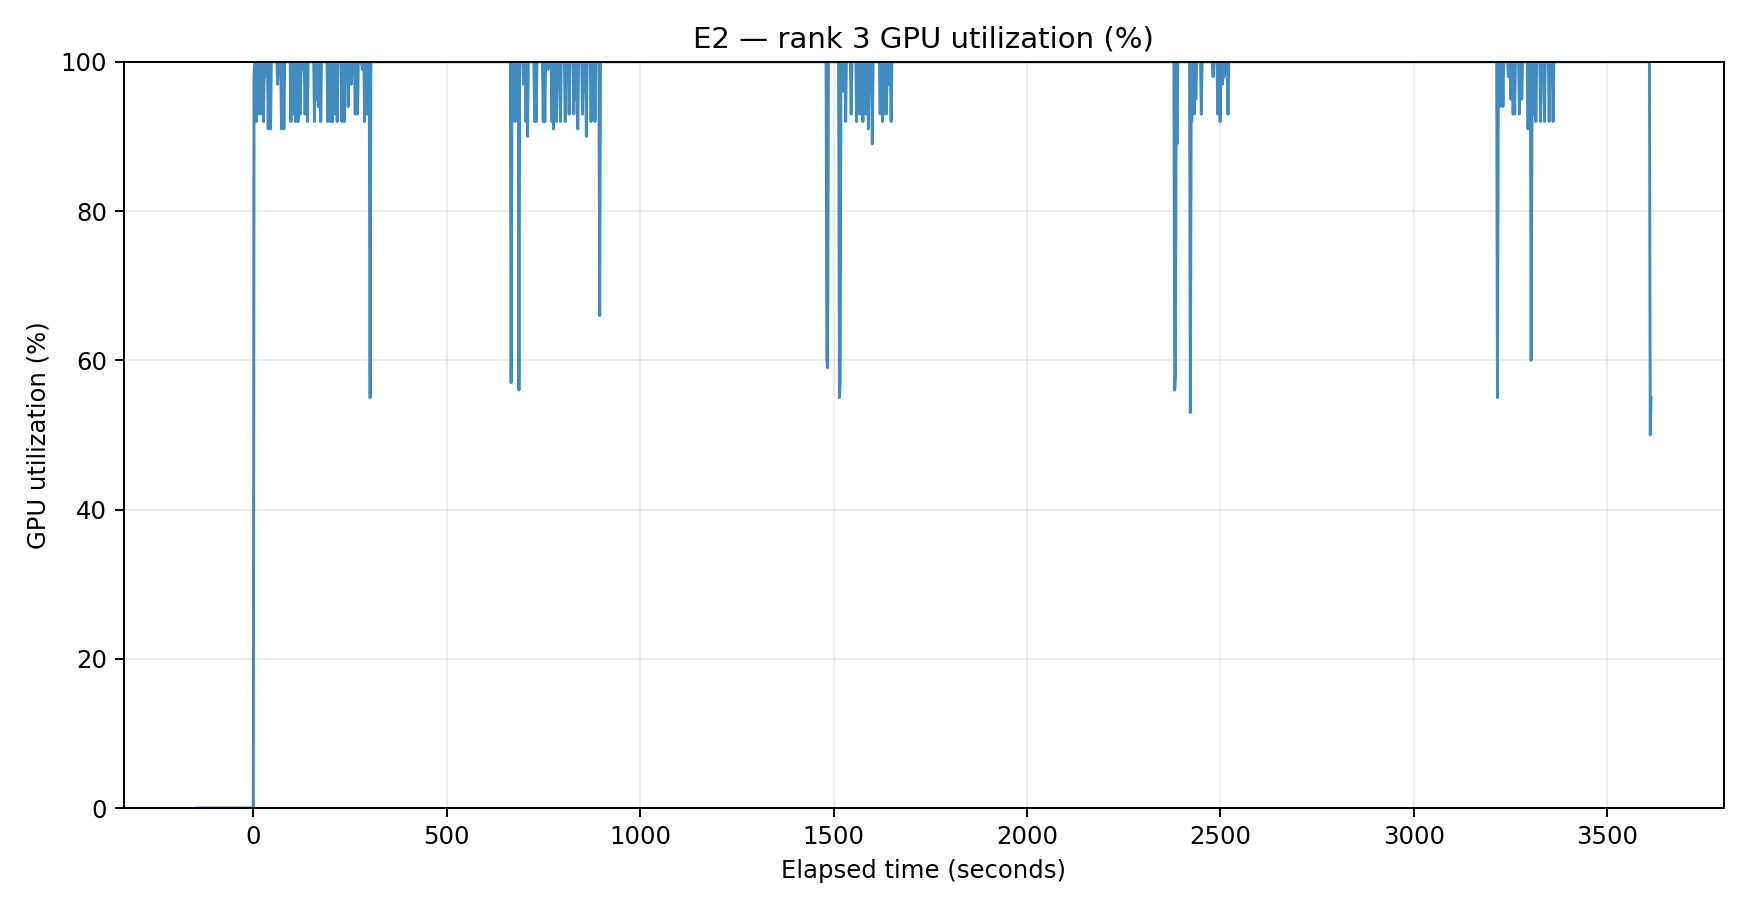 E2 — rank 3 GPU utilization (%)
GPU utilization (%)
100
80
60
40
20
0
0 500 1000 1500 2000 2500 3000 3500
Elapsed time (seconds)